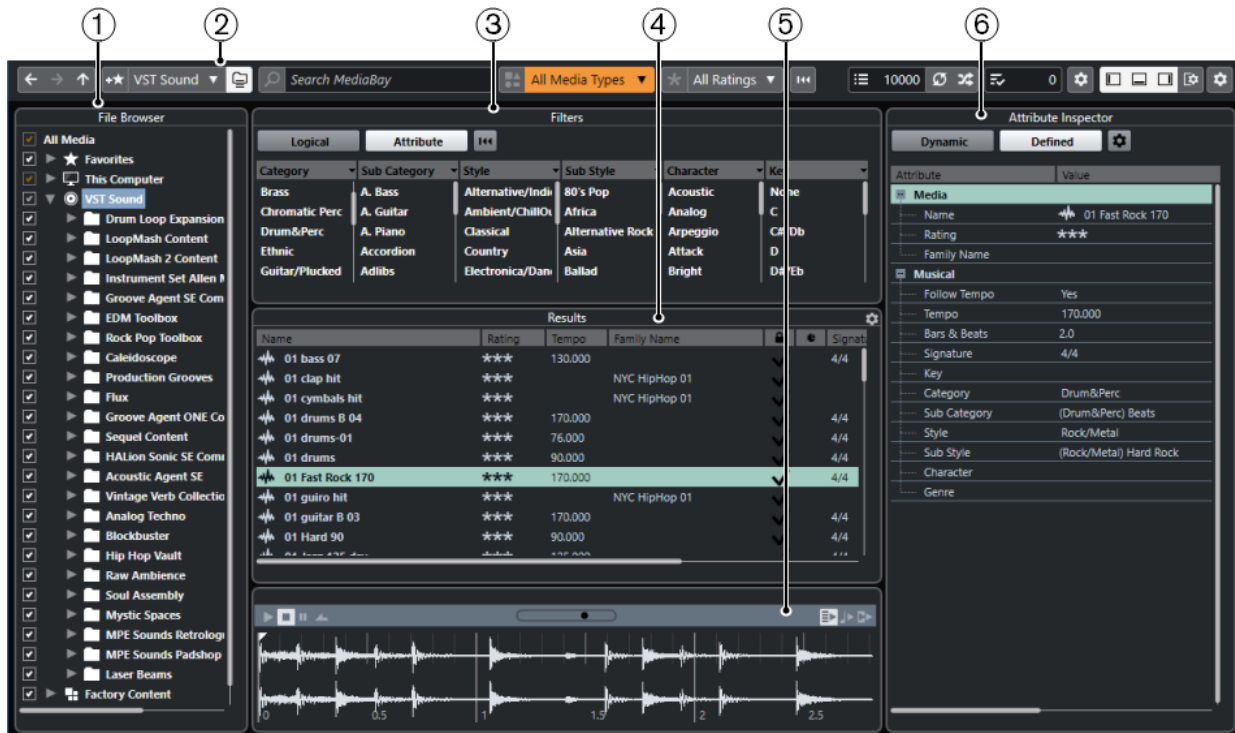 1 2 3 4 5 6
VST Sound Search MediaBay All Media Types All Ratings 10000 0
File Browser
All Media
Favorites
This Computer
VST Sound
Drum Loop Expansion
LoopMash Content
LoopMash 2 Content
Instrument Set Allen
Groove Agent SE Com
EDM Toolbox
Rock Pop Toolbox
Caleidoscope
Production Grooves
Flux
Groove Agent ONE Co
Sequel Content
HALion Sonic SE Com
Acoustic Agent SE
Vintage Verb Collectio
Analog Techno
Blockbuster
Hip Hop Vault
Raw Ambience
Soul Assembly
Mystic Spaces
MPE Sounds Retrolog
MPE Sounds Padshop
Laser Beams
Factory Content
Filters
Logical Attribute
Category Sub Category Style Sub Style Character Ke
Brass A. Bass Alternative/Indi 80's Pop Acoustic None
Chromatic Perc A. Guitar Ambient/ChillO Africa Analog C
Drum&Perc A. Piano Classical Alternative Rock Arpeggio C#/Db
Ethnic Accordion Country Asia Attack D
Guitar/Plucked Adlibs Electronica/Dan Ballad Bright D#/Eb
Results
Name Rating Tempo Family Name Signat
01 bass 07 *** 130.000 4/4
01 clap hit *** NYC HipHop 01
01 cymbals hit *** NYC HipHop 01
01 drums B 04 *** 170.000 4/4
01 drums-01 *** 76.000 4/4
01 drums *** 90.000 4/4
01 Fast Rock 170 *** 170.000 4/4
01 guiro hit *** NYC HipHop 01
01 guitar B 03 *** 170.000 4/4
01 Hard 90 *** 90.000 4/4
0 0.5 1 1.5 2 2.5
Attribute Inspector
Dynamic Defined
Attribute Value
Media
Name 01 Fast Rock 170
Rating ***
Family Name
Musical
Follow Tempo Yes
Tempo 170.000
Bars & Beats 2.0
Signature 4/4
Key
Category Drum&Perc
Sub Category (Drum&Perc) Beats
Style Rock/Metal
Sub Style (Rock/Metal) Hard Rock
Character
Genre